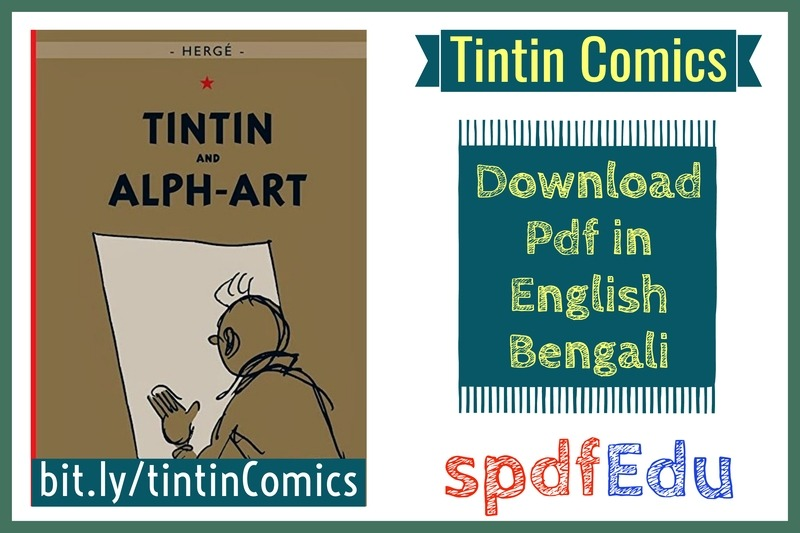 - HERGÉ -
TINTIN
AND
ALPH-ART
bit.ly/tintinComics
Tintin Comics
Download
Pdf in
English
Bengali
spdfEdu